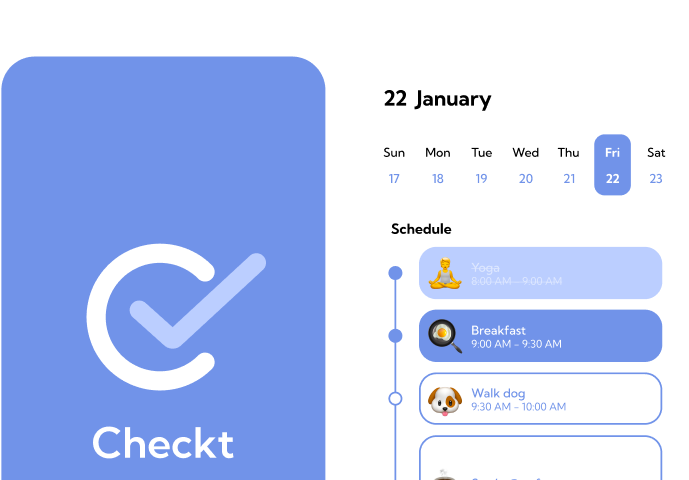 Checkt
22 January
Sun Mon Tue Wed Thu Fri Sat
17 18 19 20 21 22 23
Schedule
Yoga
8:00 AM - 9:00 AM
Breakfast
9:00 AM - 9:30 AM
Walk dog
9:30 AM - 10:00 AM